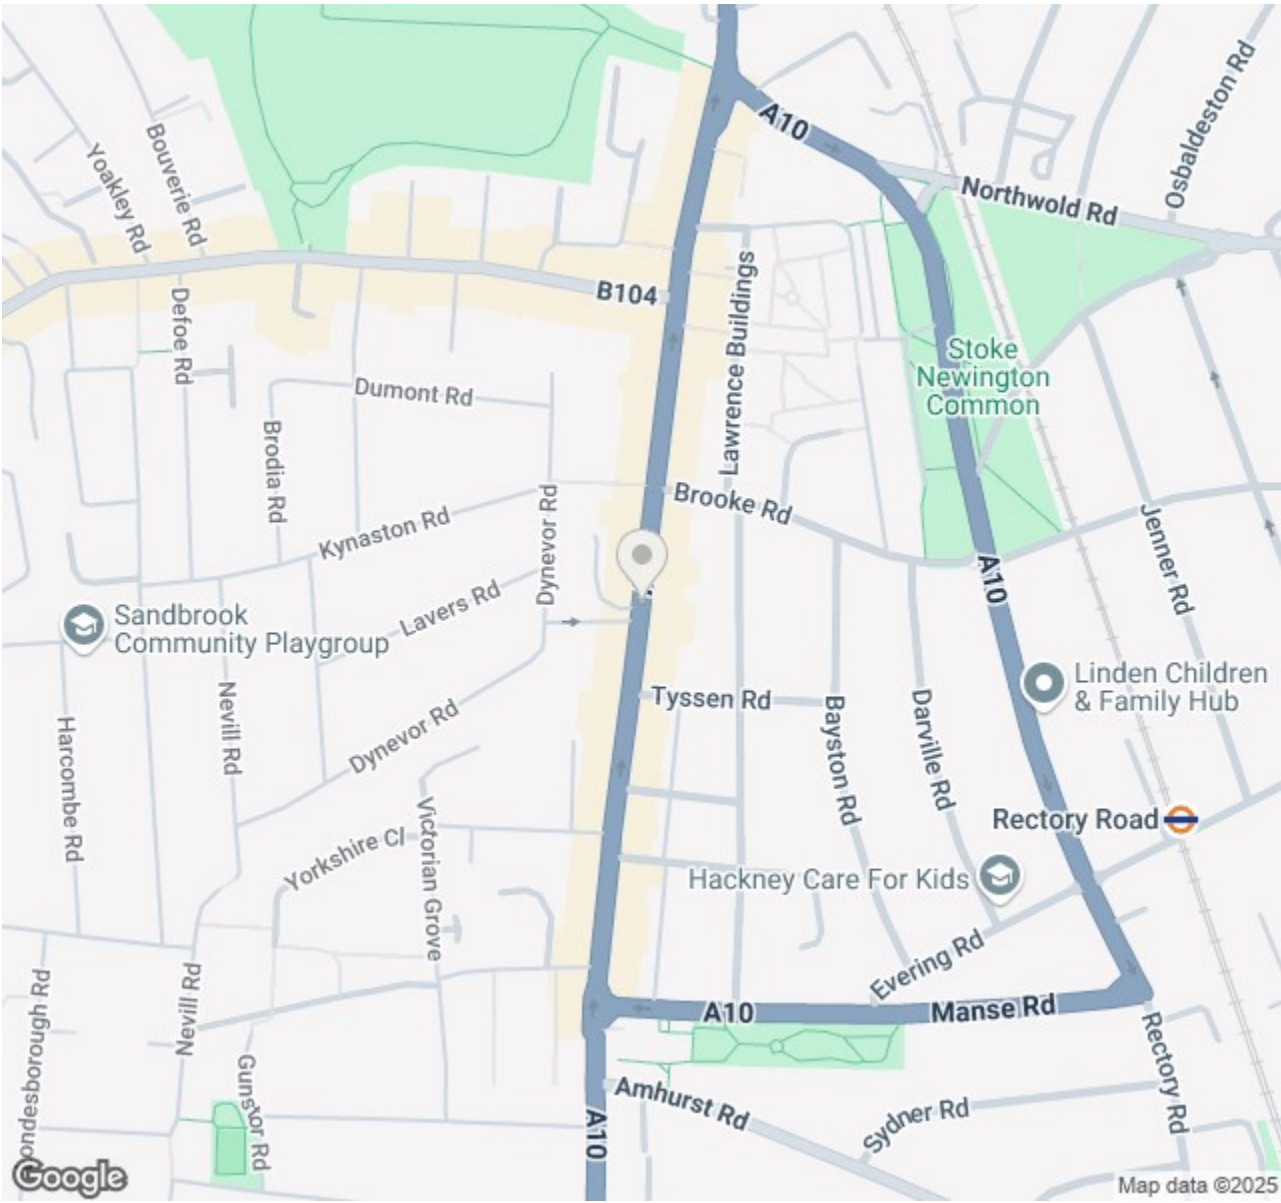 A10
Osbaldeston Rd
Bouverie Rd
Yoakley Rd
Northwold Rd
B104
Lawrence Buildings
Defoe Rd
Stoke
Newington
Common
Dumont Rd
Brodia Rd
Brooke Rd
Dynevor Rd
Kynaston Rd
Jenner Rd
A10
Lavers Rd
Sandbrook
Community Playgroup
Linden Children
& Family Hub
Tyssen Rd
Nevill Rd
Bayston Rd
Darville Rd
Harcombe Rd
Dynevor Rd
Victorian Grove
Rectory Road
Yorkshire Cl
Hackney Care For Kids
Evering Rd
Nevill Rd
A10
Manse Rd
ondesborough Rd
Rectory Rd
Gunstor Rd
Amhurst Rd
Sydner Rd
A10
Google
Map data ©2025